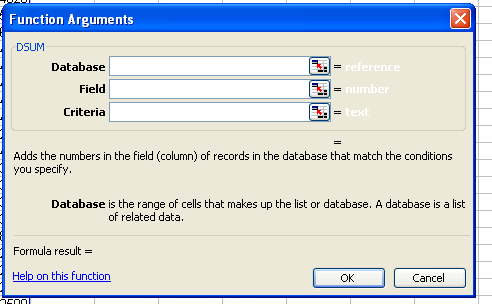 Function Arguments
DSUM
Database = reference
Field = number
Criteria = text
=
Adds the numbers in the field (column) of records in the database that match the conditions
you specify.
Database is the range of cells that makes up the list or database. A database is a list
of related data.
Formula result =
Help on this function OK Cancel